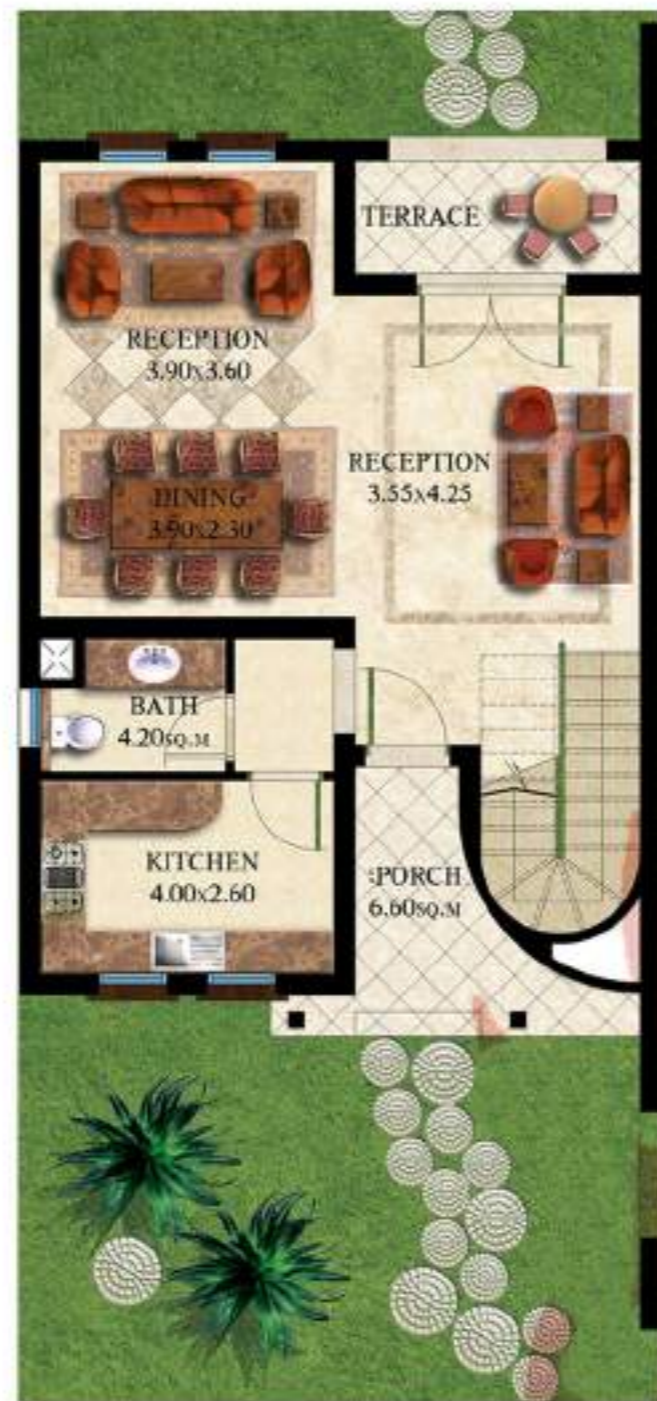 TERRACE
RECEPTION
3.90x3.60
RECEPTION
3.55x4.25
DINING
3.90x2.30
BATH
4.20SQ.M
KITCHEN
4.00x2.60
PORCH
6.60SQ.M